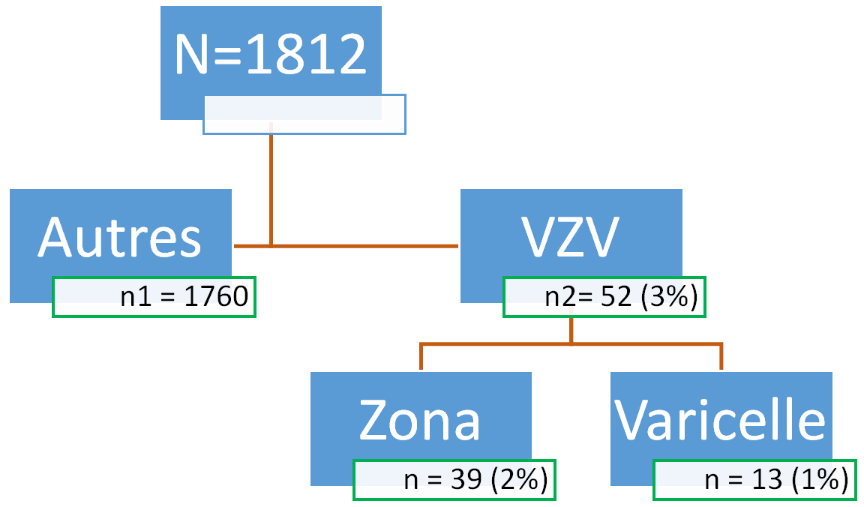 N=1812
Autres
n1 = 1760
VZV
n2= 52 (3%)
Zona
n = 39 (2%)
Varicelle
n = 13 (1%)